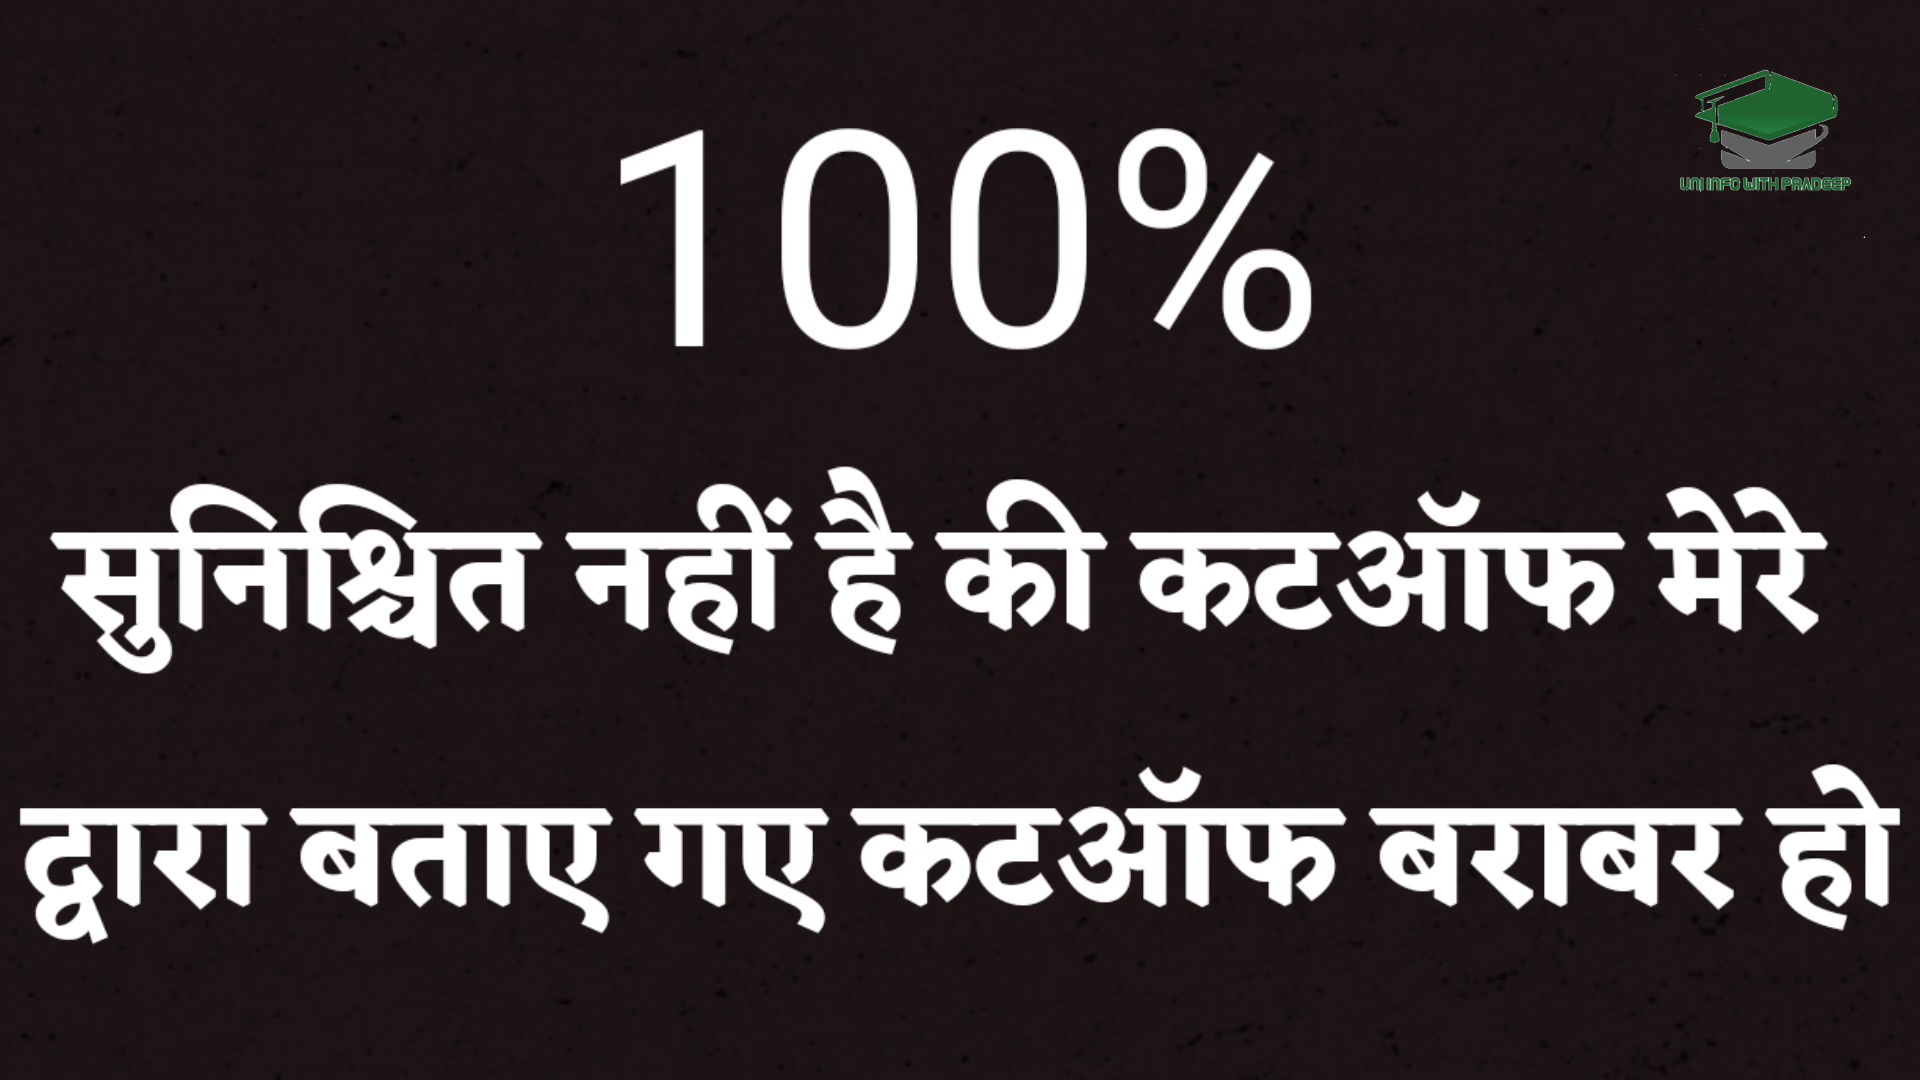 UNI INFO WITH PRADEEP
100%
सुनिश्चित नहीं है की कटऑफ मेरे
द्वारा बताए गए कटऑफ बराबर हो